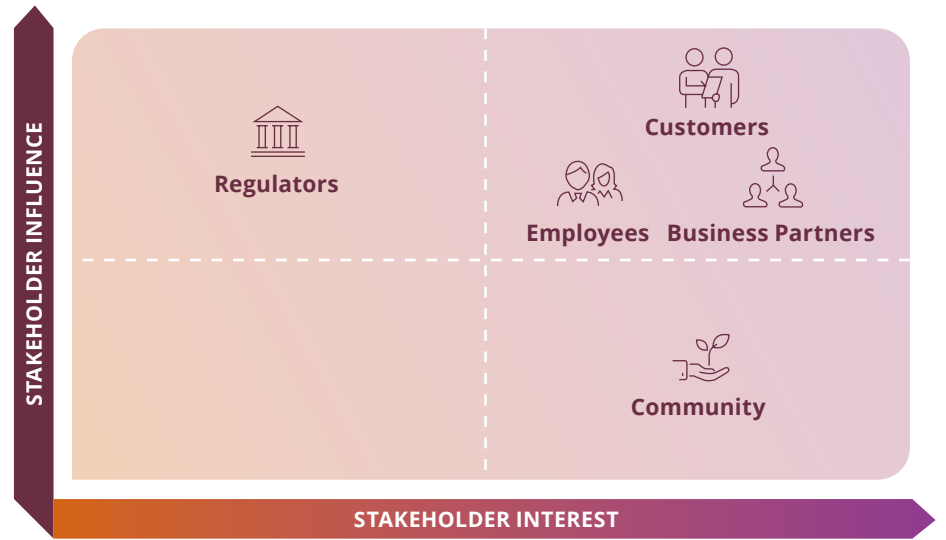 STAKEHOLDER INFLUENCE
Customers
Regulators
Employees
Business Partners
Community
STAKEHOLDER INTEREST